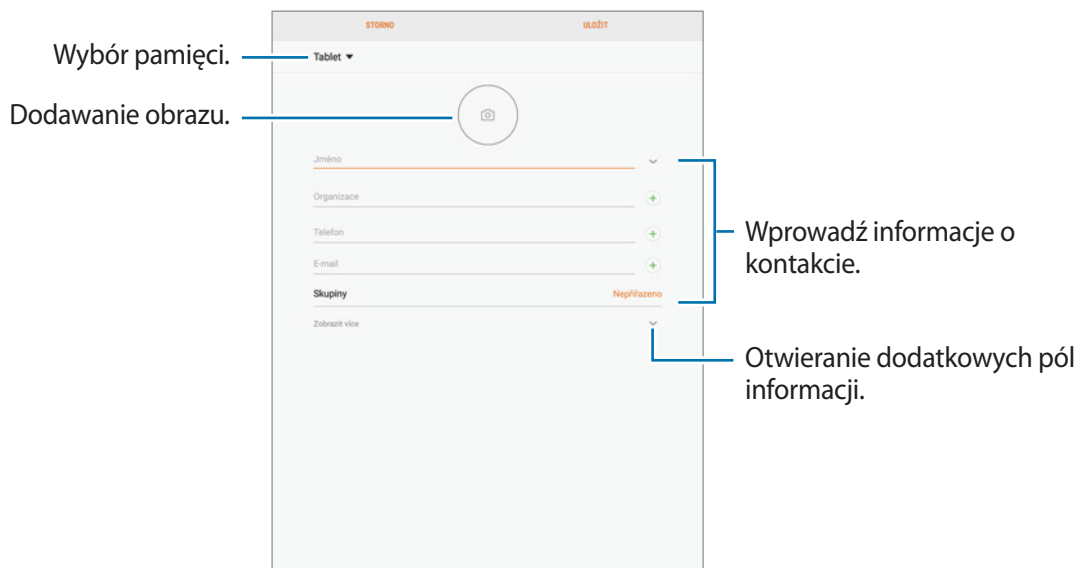 STORNO ULOŽIT
Wybór pamięci.
Tablet
Dodawanie obrazu.
Jméno
Organizace
Telefon
E-mail
Skupiny Nepřiřazeno
Zobrazit více
Wprowadź informacje o
kontakcie.
Otwieranie dodatkowych pól
informacji.